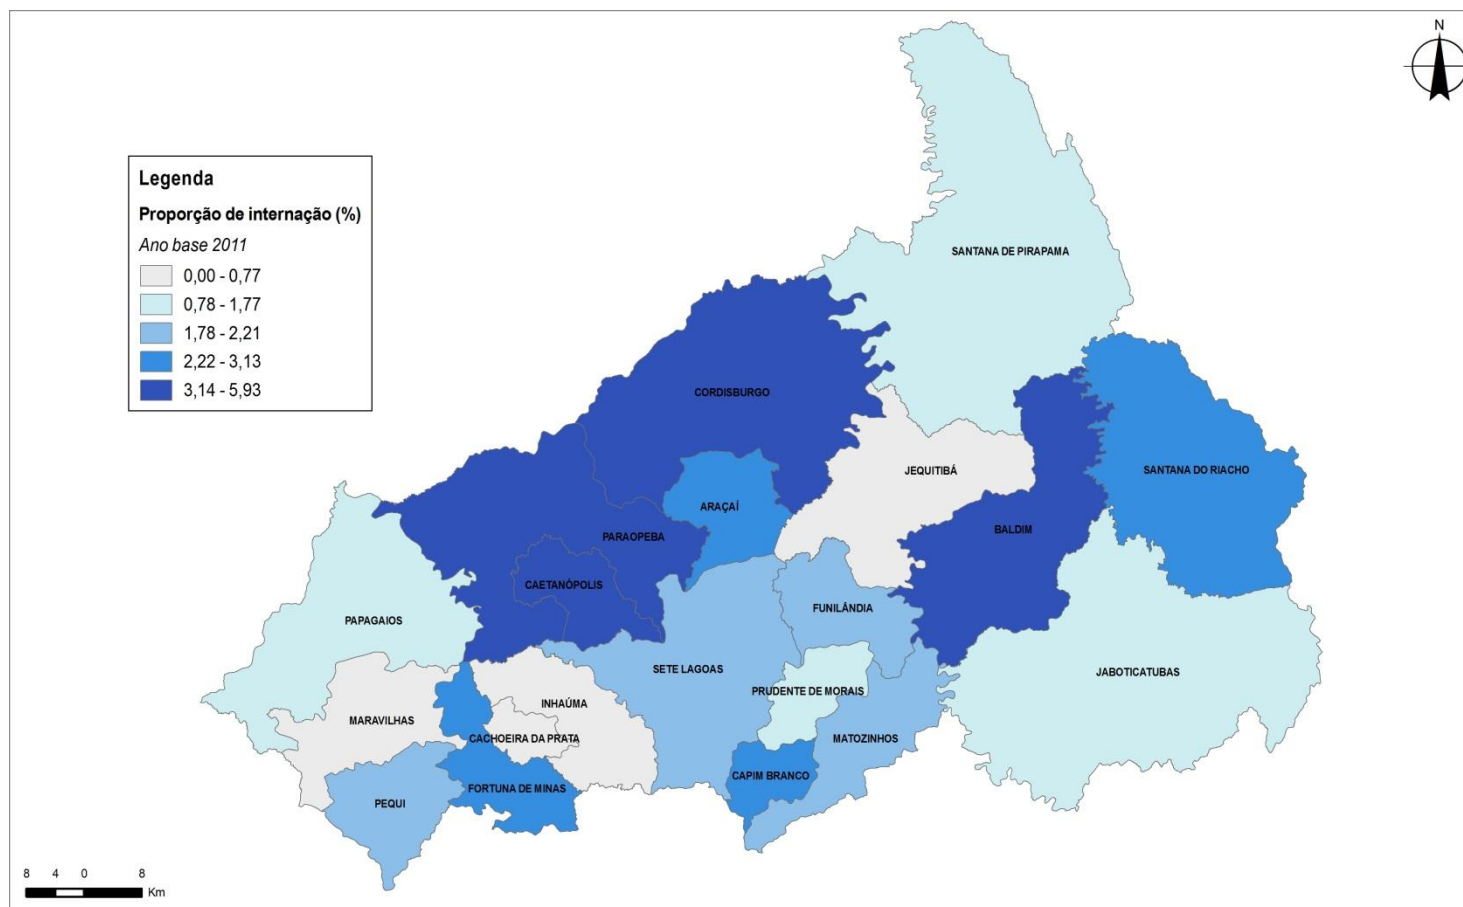 N
Legenda
Proporção de internação (%)
Ano base 2011
0,00 - 0,77
0,78 - 1,77
1,78 - 2,21
2,22 - 3,13
3,14 - 5,93
SANTANA DE PIRAPAMA
CORDISBURGO
JEQUITIBÁ
SANTANA DO RIACHO
ARAÇAÍ
BALDIM
PARAOPEBA
CAETANÓPOLIS
FUNILÂNDIA
PAPAGAIOS
SETE LAGOAS
JABOTICATUBAS
PRUDENTE DE MORAIS
INHAÚMA
MARAVILHAS
CACHOEIRA DA PRATA
MATOZINHOS
CAPIM BRANCO
FORTUNA DE MINAS
PEQUI
8 4 0 8
Km